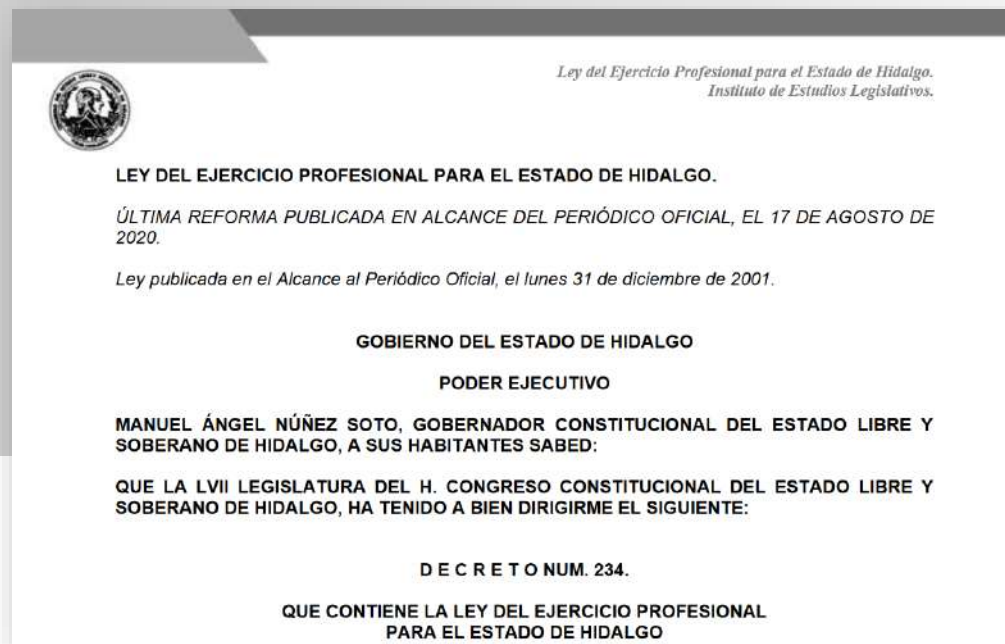 Ley del Ejercicio Profesional para el Estado de Hidalgo.
Instituto de Estudios Legislativos.
LEY DEL EJERCICIO PROFESIONAL PARA EL ESTADO DE HIDALGO.
ÚLTIMA REFORMA PUBLICADA EN ALCANCE DEL PERIÓDICO OFICIAL, EL 17 DE AGOSTO DE
2020.
Ley publicada en el Alcance al Periódico Oficial, el lunes 31 de diciembre de 2001.
GOBIERNO DEL ESTADO DE HIDALGO
PODER EJECUTIVO
MANUEL ÁNGEL NÚÑEZ SOTO, GOBERNADOR CONSTITUCIONAL DEL ESTADO LIBRE Y
SOBERANO DE HIDALGO, A SUS HABITANTES SABED:
QUE LA LVII LEGISLATURA DEL H. CONGRESO CONSTITUCIONAL DEL ESTADO LIBRE Y
SOBERANO DE HIDALGO, HA TENIDO A BIEN DIRIGIRME EL SIGUIENTE:
D E C R E T O NUM. 234.
QUE CONTIENE LA LEY DEL EJERCICIO PROFESIONAL
PARA EL ESTADO DE HIDALGO